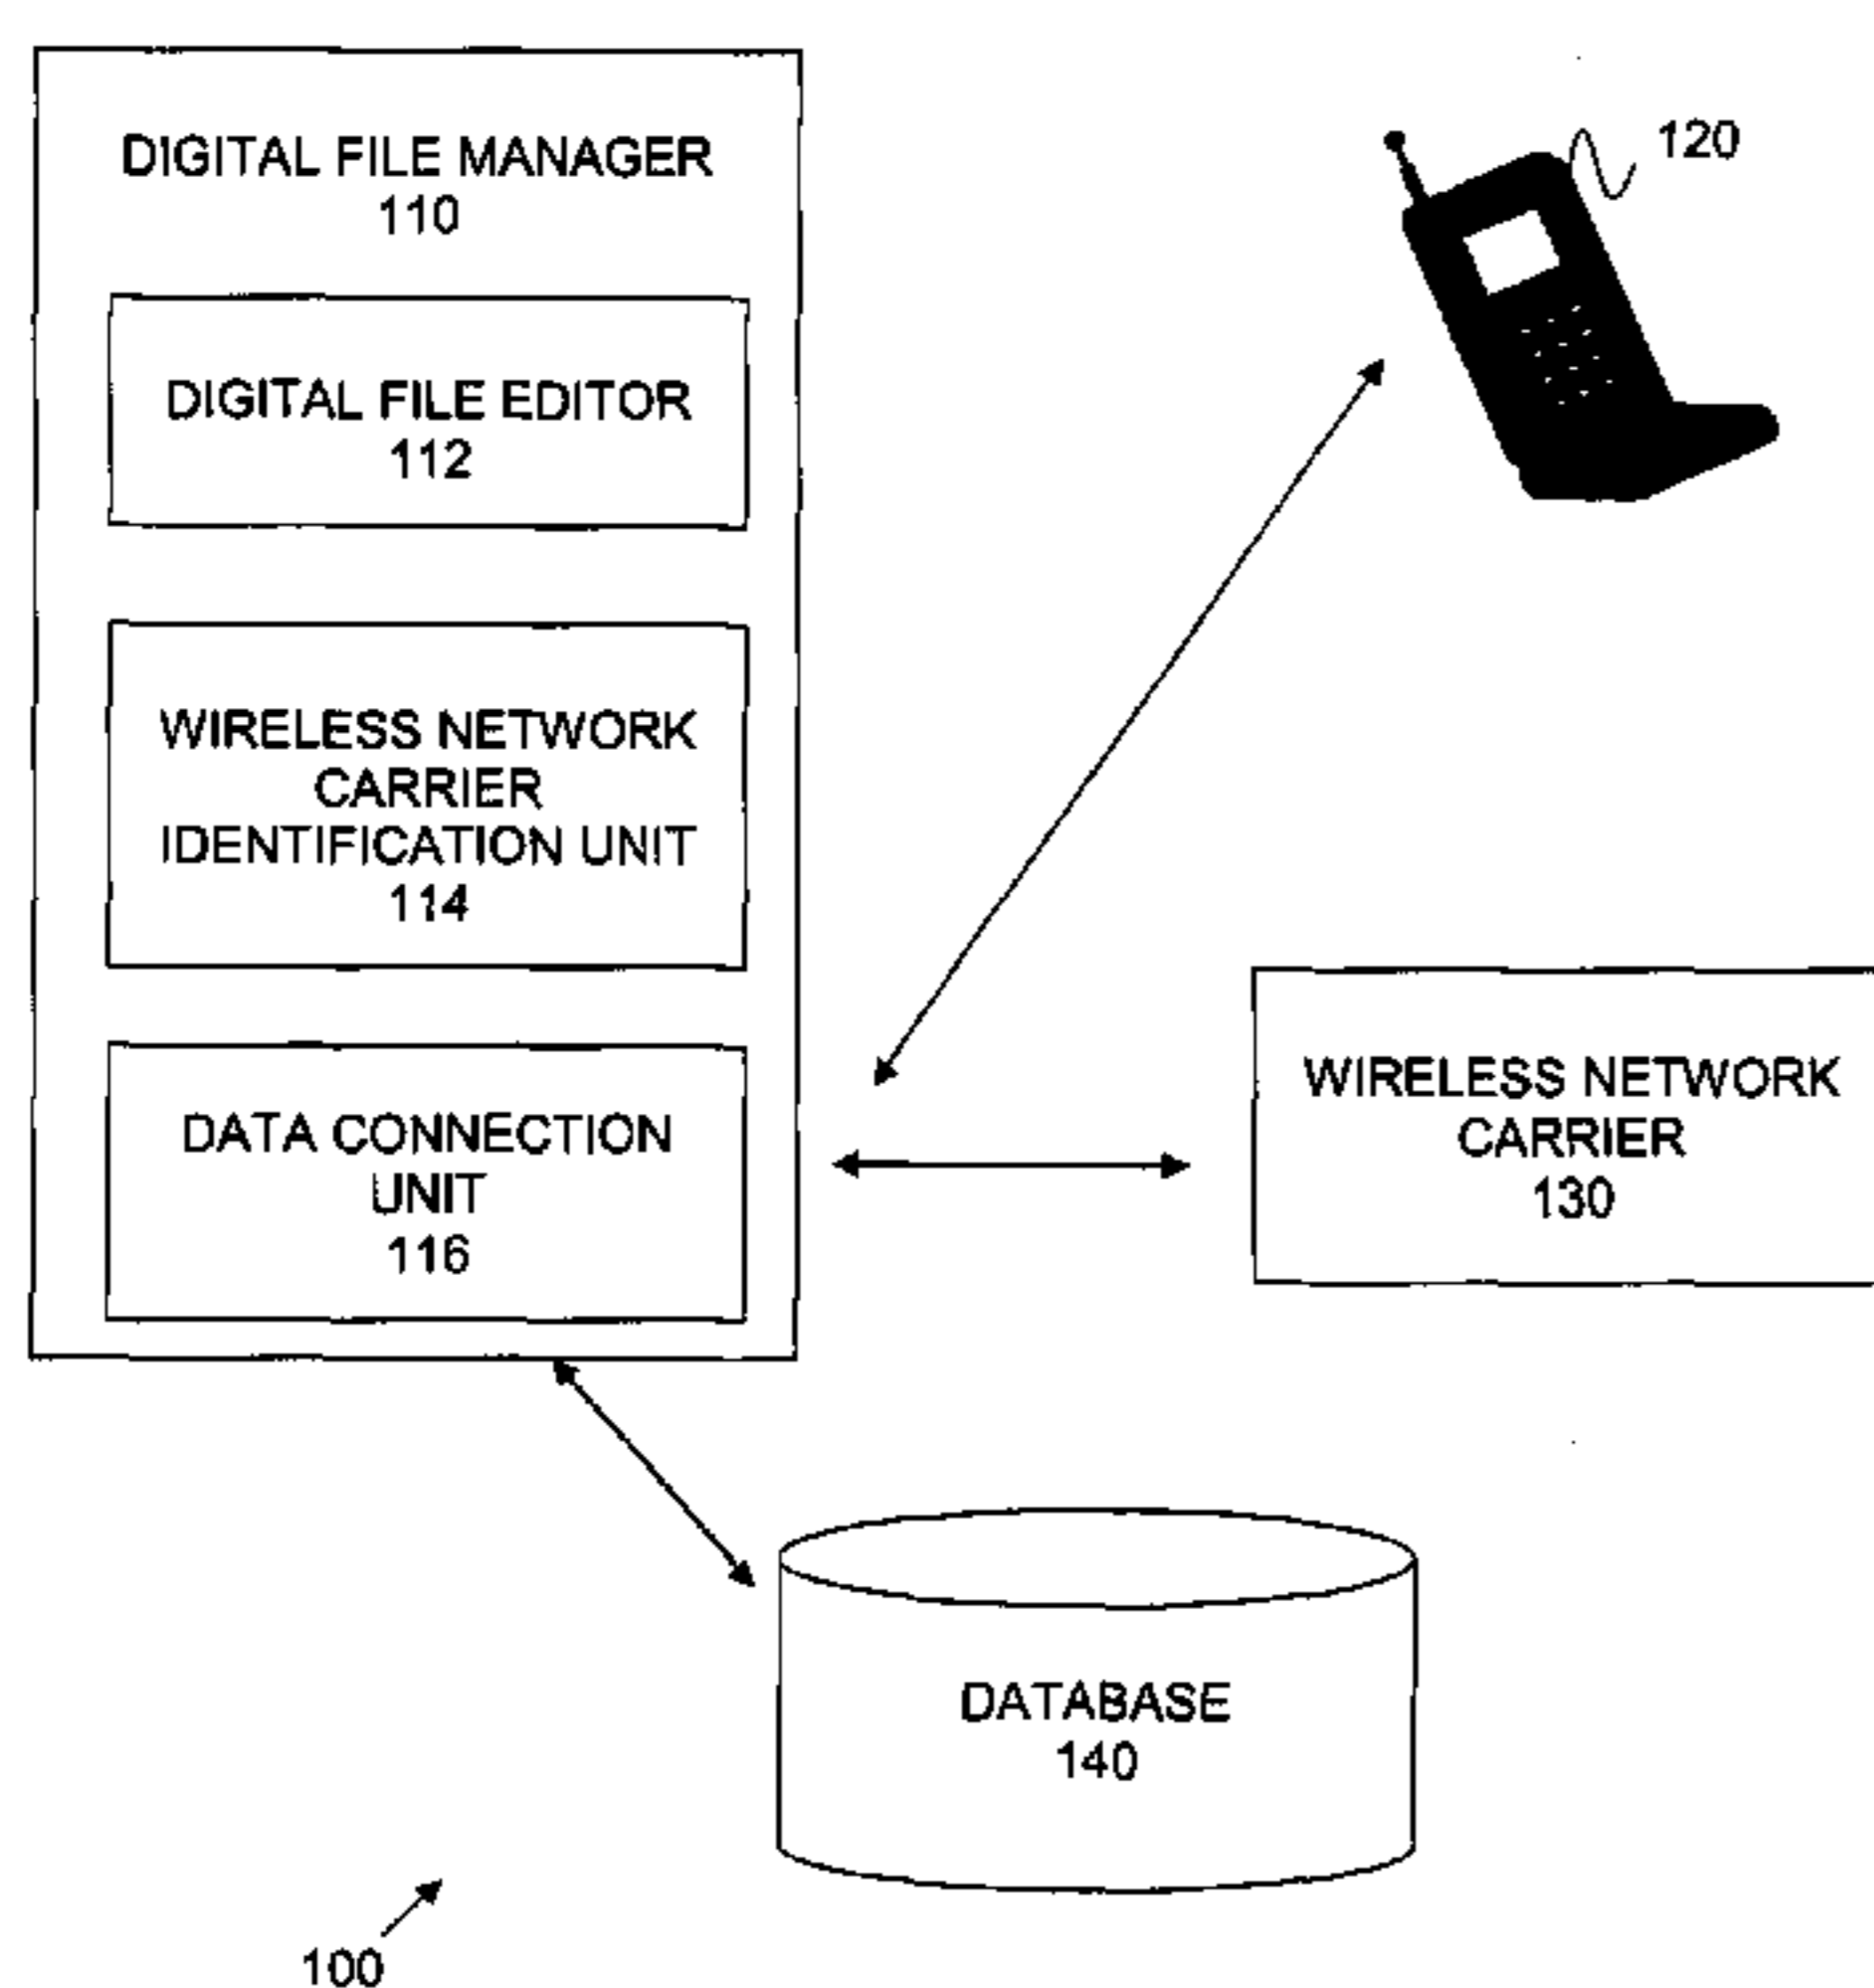 DIGITAL FILE MANAGER
110
120
DIGITAL FILE EDITOR
112
WIRELESS NETWORK
CARRIER
IDENTIFICATION UNIT
114
DATA CONNECTION
UNIT
116
WIRELESS NETWORK
CARRIER
130
DATABASE
140
100